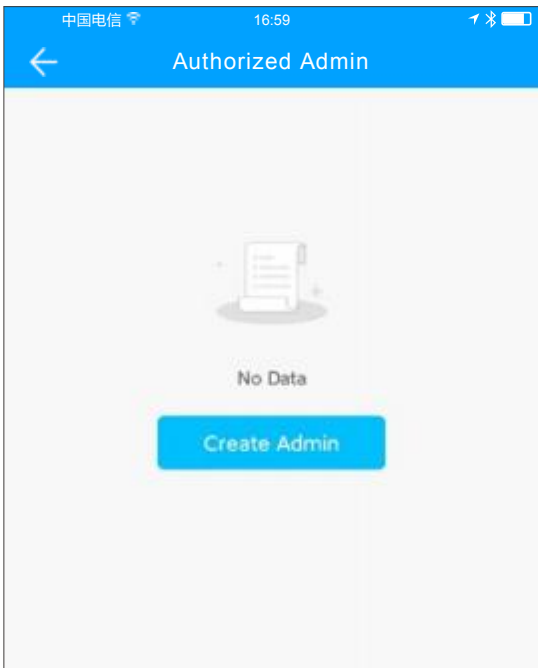 中国电信 16:59
Authorized Admin
No Data
Create Admin